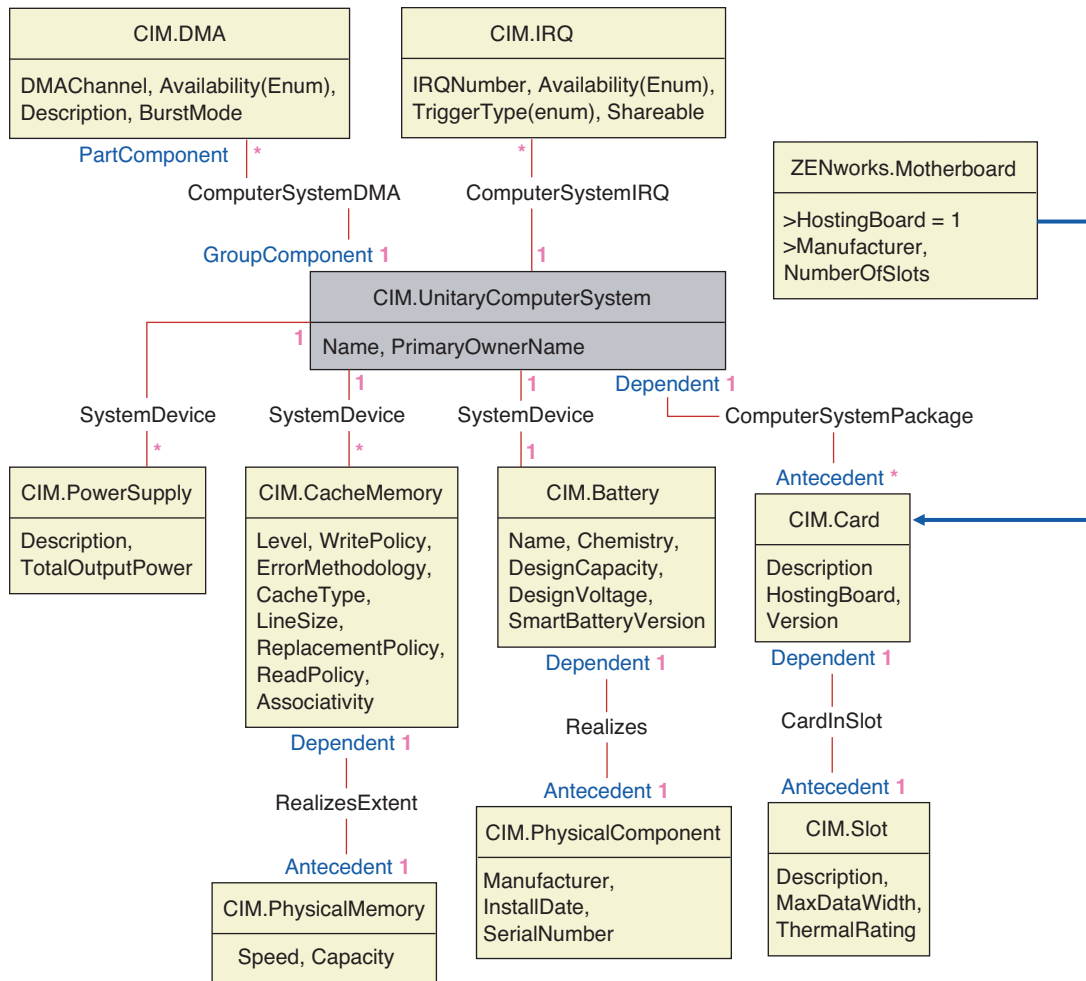 CIM.DMA
DMAChannel, Availability(Enum),
Description, BurstMode
CIM.IRQ
IRQNumber, Availability(Enum),
TriggerType(enum), Shareable
PartComponent *
*
ZENworks.Motherboard
>HostingBoard = 1
>Manufacturer,
NumberOfSlots
ComputerSystemDMA
ComputerSystemIRQ
GroupComponent 1
1
CIM.UnitaryComputerSystem
Name, PrimaryOwnerName
1
1
1
Dependent 1
SystemDevice
SystemDevice
SystemDevice
ComputerSystemPackage
*
*
1
Antecedent *
CIM.PowerSupply
Description,
TotalOutputPower
CIM.CacheMemory
Level, WritePolicy,
ErrorMethodology,
CacheType,
LineSize,
ReplacementPolicy,
ReadPolicy,
Associativity
CIM.Battery
Name, Chemistry,
DesignCapacity,
DesignVoltage,
SmartBatteryVersion
CIM.Card
Description
HostingBoard,
Version
Dependent 1
Dependent 1
Dependent 1
RealizesExtent
Realizes
CardInSlot
Antecedent 1
Antecedent 1
Antecedent 1
CIM.PhysicalMemory
Speed, Capacity
CIM.PhysicalComponent
Manufacturer,
InstallDate,
SerialNumber
CIM.Slot
Description,
MaxDataWidth,
ThermalRating